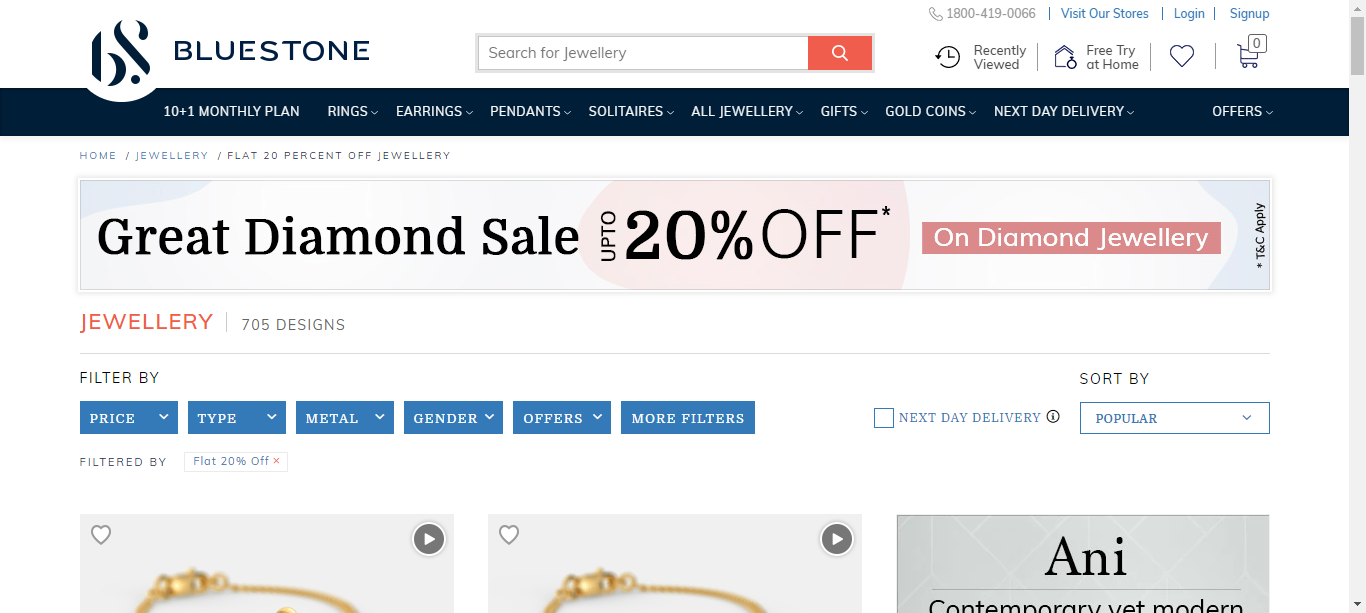 1800-419-0066 | Visit Our Stores | Login | Signup
BLUESTONE
Search for Jewellery
Recently Viewed
Free Try at Home
0
10+1 MONTHLY PLAN RINGS EARRINGS PENDANTS SOLITAIRES ALL JEWELLERY GIFTS GOLD COINS NEXT DAY DELIVERY OFFERS
HOME / JEWELLERY / FLAT 20 PERCENT OFF JEWELLERY
Great Diamond Sale UPTO 20% OFF* On Diamond Jewellery * T&C Apply
JEWELLERY 705 DESIGNS
FILTER BY
SORT BY
PRICE TYPE METAL GENDER OFFERS MORE FILTERS NEXT DAY DELIVERY POPULAR
FILTERED BY Flat 20% Off ×
Ani
Contemporary yet modern